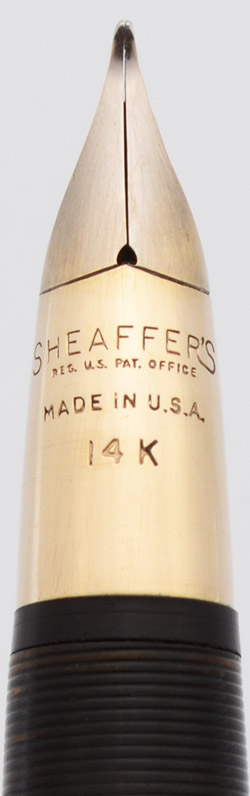 SHEAFFER'S
REG. U.S. PAT. OFFICE
MADE IN U.S.A.
14 K